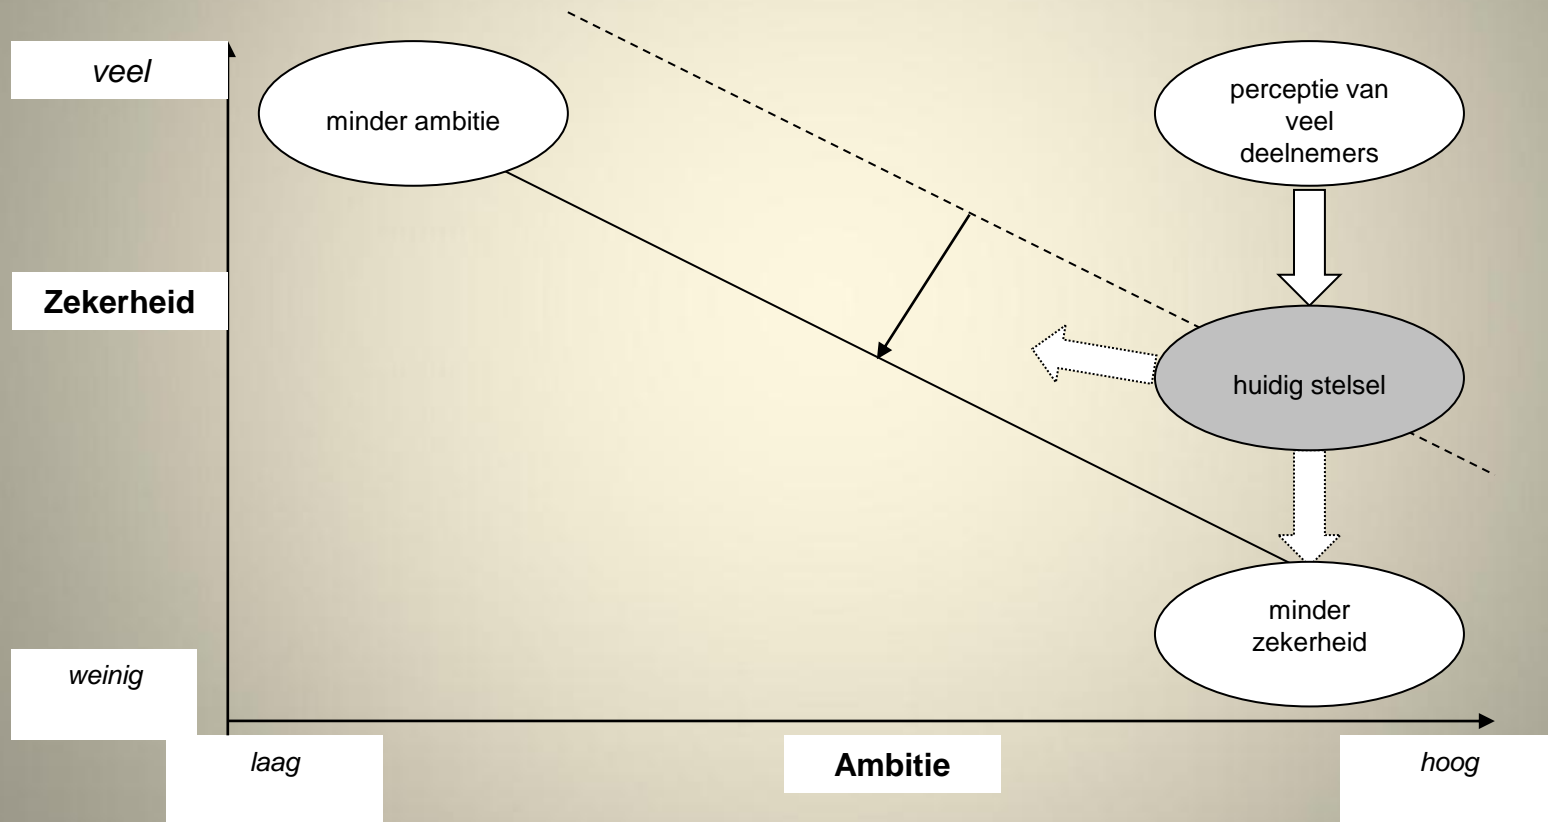 veel
minder ambitie
perceptie van
veel
deelnemers
Zekerheid
huidig stelsel
minder
zekerheid
weinig
laag
Ambitie
hoog